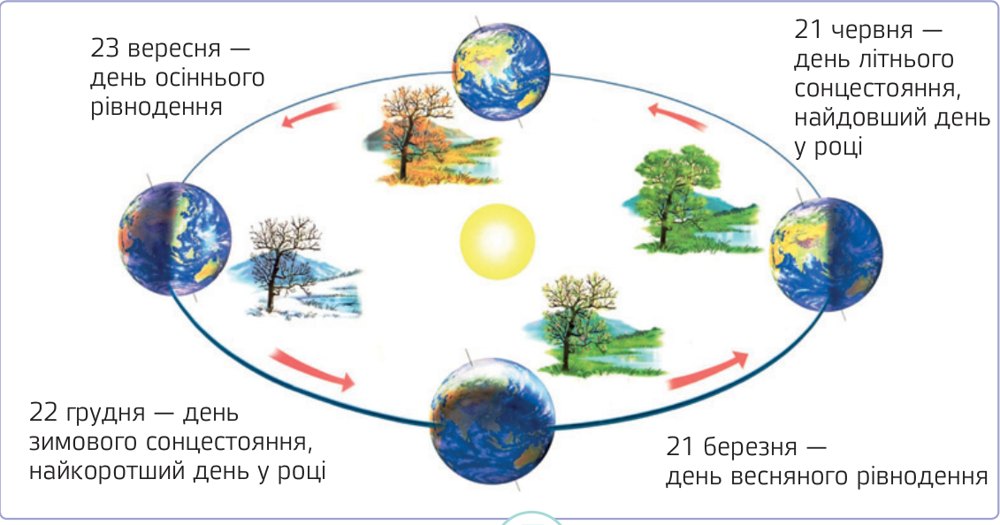 23 вересня —
день осіннього
рівнодення
21 червня —
день літнього
сонцестояння,
найдовший день
у році
22 грудня — день
зимового сонцестояння,
найкоротший день у році
21 березня —
день весняного рівнодення